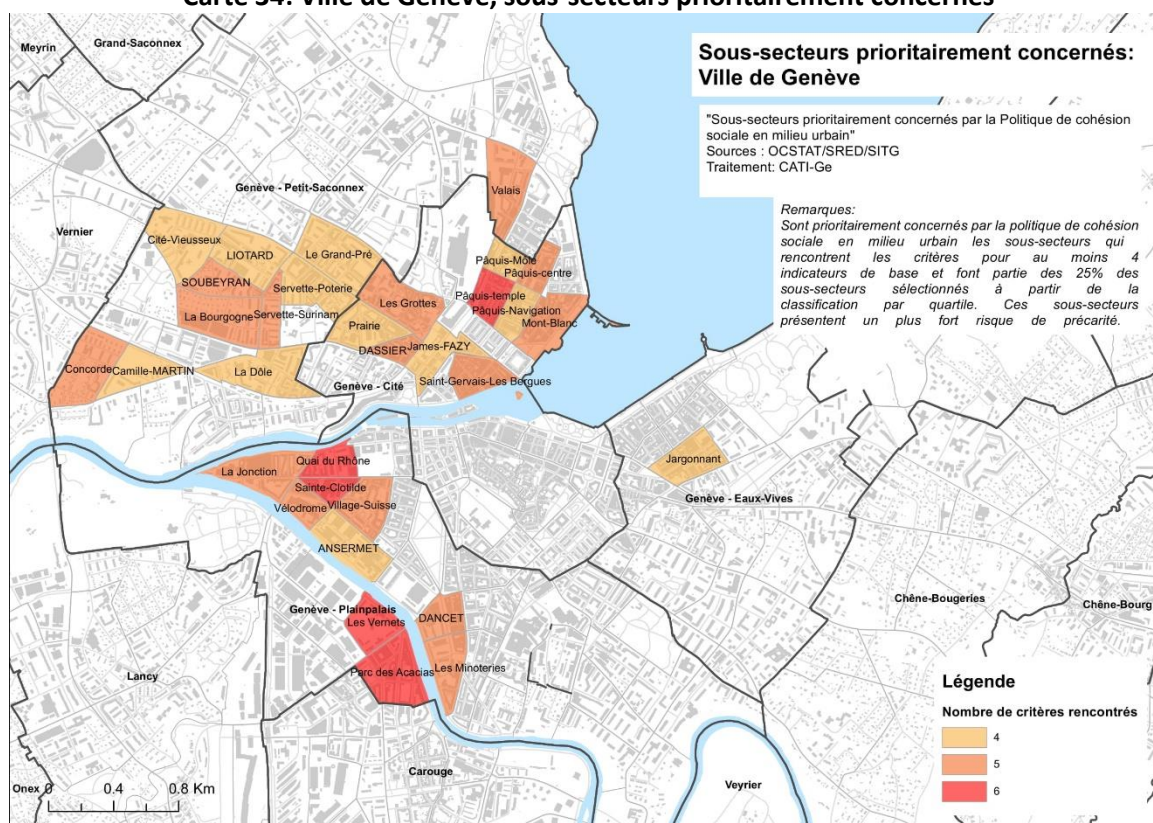 Carte 34: Ville de Genève, sous-secteurs prioritairement concernés
Sous-secteurs prioritairement concernés:
Ville de Genève
"Sous-secteurs prioritairement concernés par la Politique de cohésion
sociale en milieu urbain"
Sources : OCSTAT/SRED/SITG
Traitement: CATI-Ge
Remarques:
Sont prioritairement concernés par la politique de cohésion
sociale en milieu urbain les sous-secteurs qui
rencontrent les critères pour au moins 4
indicateurs de base et font partie des 25% des
sous-secteurs sélectionnés à partir de la
classification par quartile. Ces sous-secteurs
présentent un plus fort risque de précarité.
Meyrin
Grand-Saconnex
Genève - Petit-Saconnex
Valais
Vernier
Cité-Vieusseux
LIOTARD
Le Grand-Pré
Pâquis-Môle
Pâquis-centre
SOUBEYRAN
Servette-Poterie
Les Grottes
Pâquis-temple
Pâquis-Navigation
La Bourgogne
Servette-Surinam
Prairie
Mont-Blanc
DASSIER
James-FAZY
Concorde
Camille-MARTIN
La Dôle
Genève - Cité
Saint-Gervais-Les Bergues
Quai du Rhône
La Jonction
Jargonnant
Sainte-Clotilde
Genève - Eaux-Vives
Vélodrome
Village-Suisse
ANSERMET
Chêne-Bougeries
Chêne-Bourg
Genève - Plainpalais
Les Vernets
DANCET
Les Minoteries
Parc des Acacias
Lancy
Carouge
Veyrier
Onex
0 0.4 0.8 Km
Légende
Nombre de critères rencontrés
4
5
6